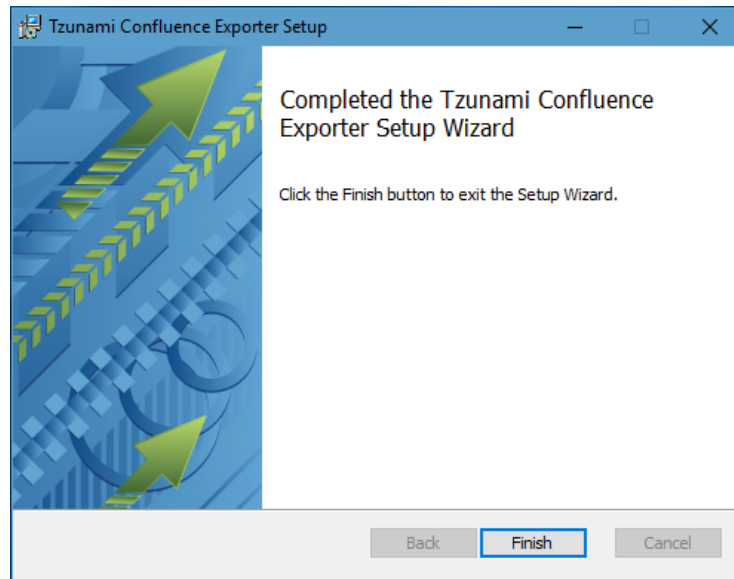 Tzunami Confluence Exporter Setup
Completed the Tzunami Confluence
Exporter Setup Wizard
Click the Finish button to exit the Setup Wizard.
Back
Finish
Cancel